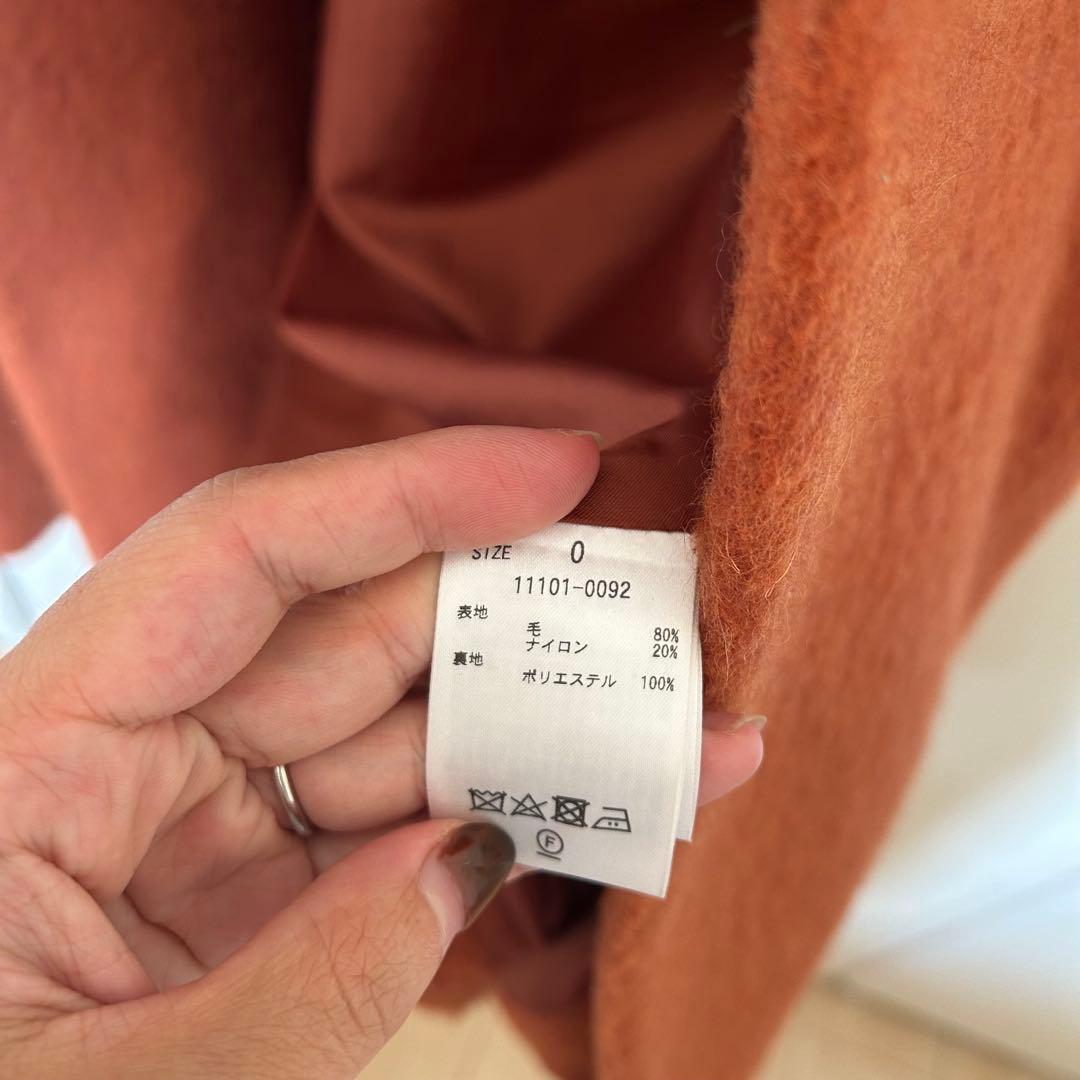 SIZE 0
11101-0092
表地
毛 80%
ナイロン 20%
裏地
ポリエステル 100%
F